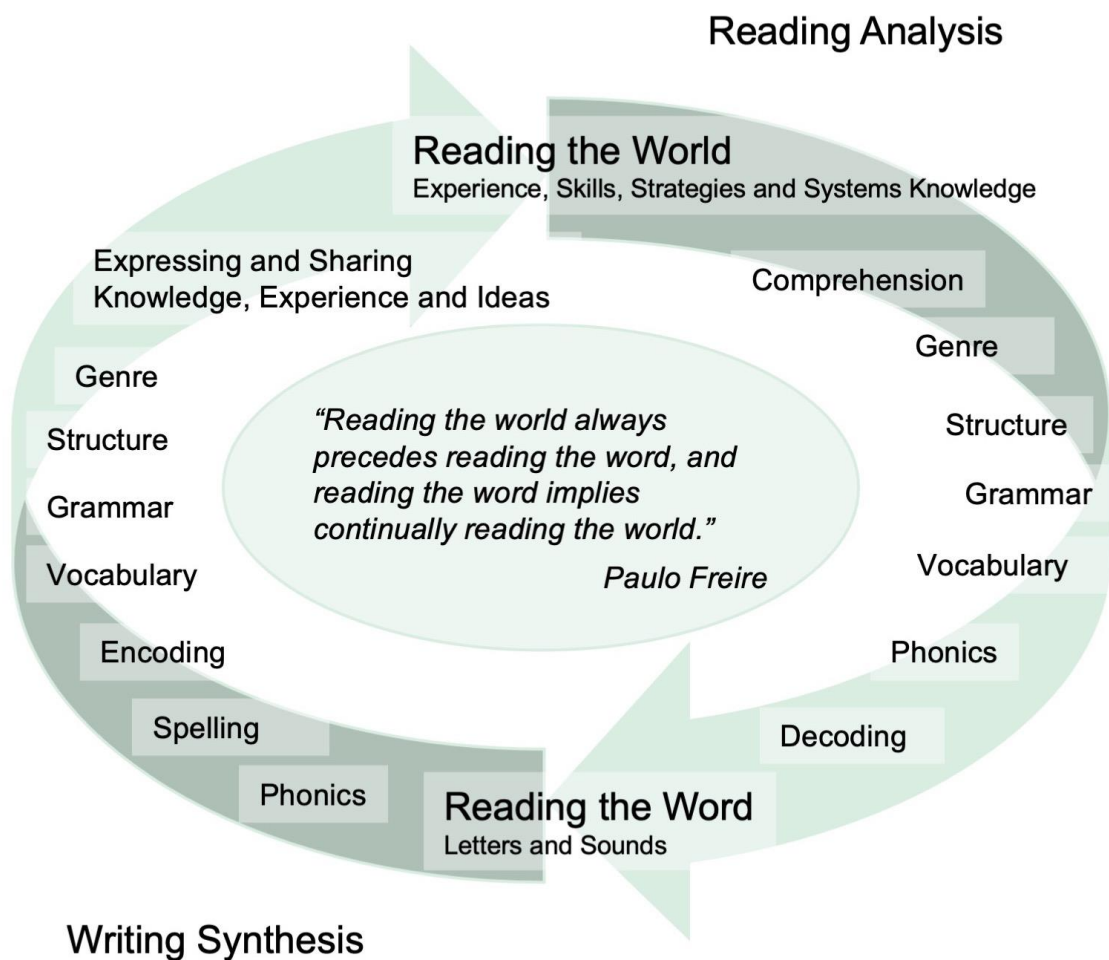 Reading Analysis
Reading the World
Experience, Skills, Strategies and Systems Knowledge
Comprehension
Genre
Structure
Grammar
Vocabulary
Phonics
Decoding
Reading the Word
Letters and Sounds
Phonics
Spelling
Encoding
Vocabulary
Grammar
Structure
Genre
Expressing and Sharing
Knowledge, Experience and Ideas
“Reading the world always
precedes reading the word, and
reading the word implies
continually reading the world.”
Paulo Freire
Writing Synthesis